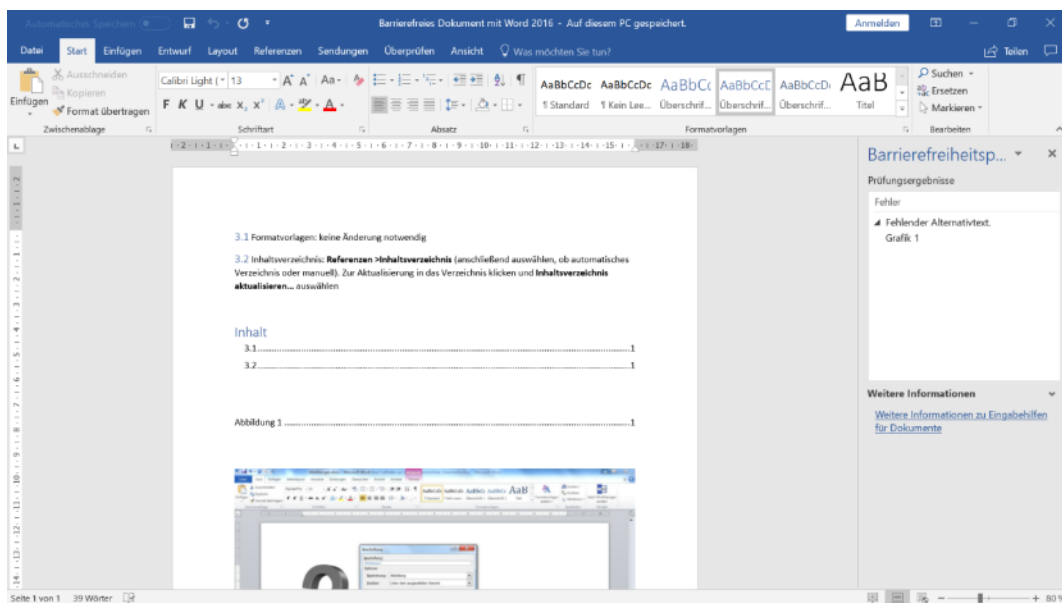 Automatisches Speichern
Barrierefreies Dokument mit Word 2016 - Auf diesem PC gespeichert.
Anmelden
Datei Start Einfügen Entwurf Layout Referenzen Sendungen Überprüfen Ansicht Was möchten Sie tun? Teilen
Einfügen
Ausschneiden
Kopieren
Format übertragen
Zwischenablage
Calibri Light ( 13
F K U abc X, X² A A
Schriftart
Absatz
AaBbCcDc AaBbCcDc AaBbCc AaBbCcC AaBbCcD AaB
¶ Standard ¶ Kein Lee... Überschrif... Überschrif... Überschrif... Titel
Formatvorlagen
Suchen
Ersetzen
Markieren
Bearbeiten
3.1 Formatvorlagen: keine Änderung notwendig
3.2 Inhaltsverzeichnis: Referenzen >Inhaltsverzeichnis (anschließend auswählen, ob automatisches
Verzeichnis oder manuell). Zur Aktualisierung in das Verzeichnis klicken und Inhaltsverzeichnis
aktualisieren... auswählen
Inhalt
3.1 1
3.2 1
Abbildung 1 1
Barrierefreiheitsp...
Prüfungsergebnisse
Fehler
Fehlender Alternativtext.
Grafik 1
Weitere Informationen
Weitere Informationen zu Eingabehilfen
für Dokumente
Seite 1 von 1 39 Wörter
80 %